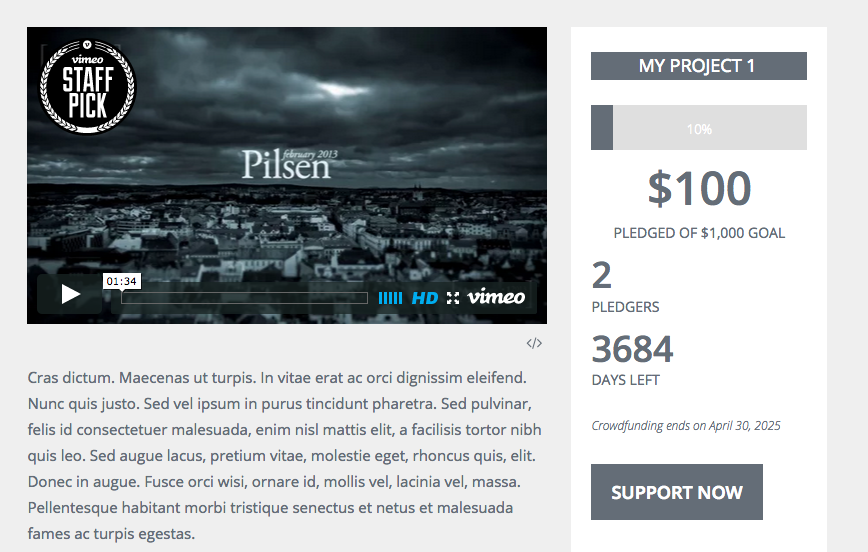 vimeo
STAFF
PICK
february 2013
Pilsen
01:34
HD
vimeo
</>
Cras dictum. Maecenas ut turpis. In vitae erat ac orci dignissim eleifend.
Nunc quis justo. Sed vel ipsum in purus tincidunt pharetra. Sed pulvinar,
felis id consectetuer malesuada, enim nisl mattis elit, a facilisis tortor nibh
quis leo. Sed augue lacus, pretium vitae, molestie eget, rhoncus quis, elit.
Donec in augue. Fusce orci wisi, ornare id, mollis vel, lacinia vel, massa.
Pellentesque habitant morbi tristique senectus et netus et malesuada
fames ac turpis egestas.
MY PROJECT 1
10%
$100
PLEDGED OF $1,000 GOAL
2
PLEDGERS
3684
DAYS LEFT
Crowdfunding ends on April 30, 2025
SUPPORT NOW